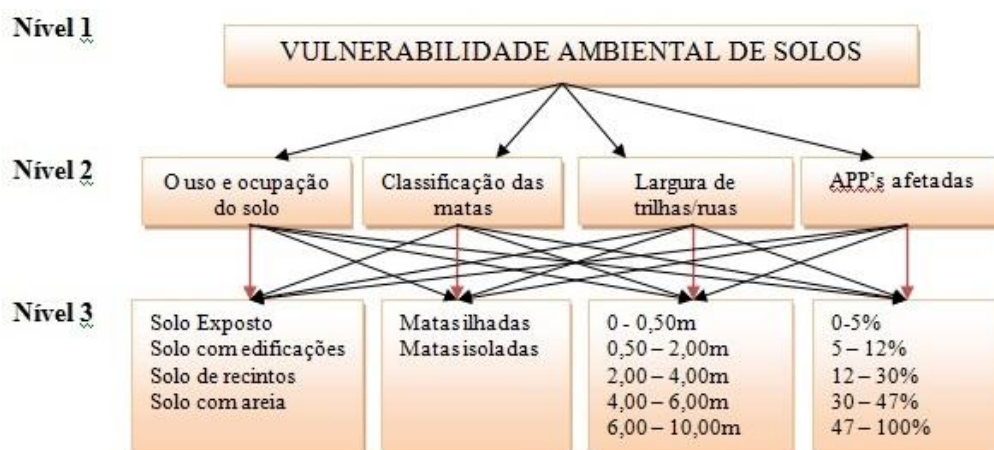 Nível 1
VULNERABILIDADE AMBIENTAL DE SOLOS
Nível 2
O uso e ocupação
do solo
Classificação das
matas
Largura de
trilhas/ruas
APP's afetadas
Nível 3
Solo Exposto
Solo com edificações
Solo de recintos
Solo com areia
Matas ilhadas
Matas isoladas
0 - 0,50m
0,50 – 2,00m
2,00 – 4,00m
4,00 – 6,00m
6,00 – 10,00m
0-5%
5 – 12%
12 – 30%
30 – 47%
47 – 100%